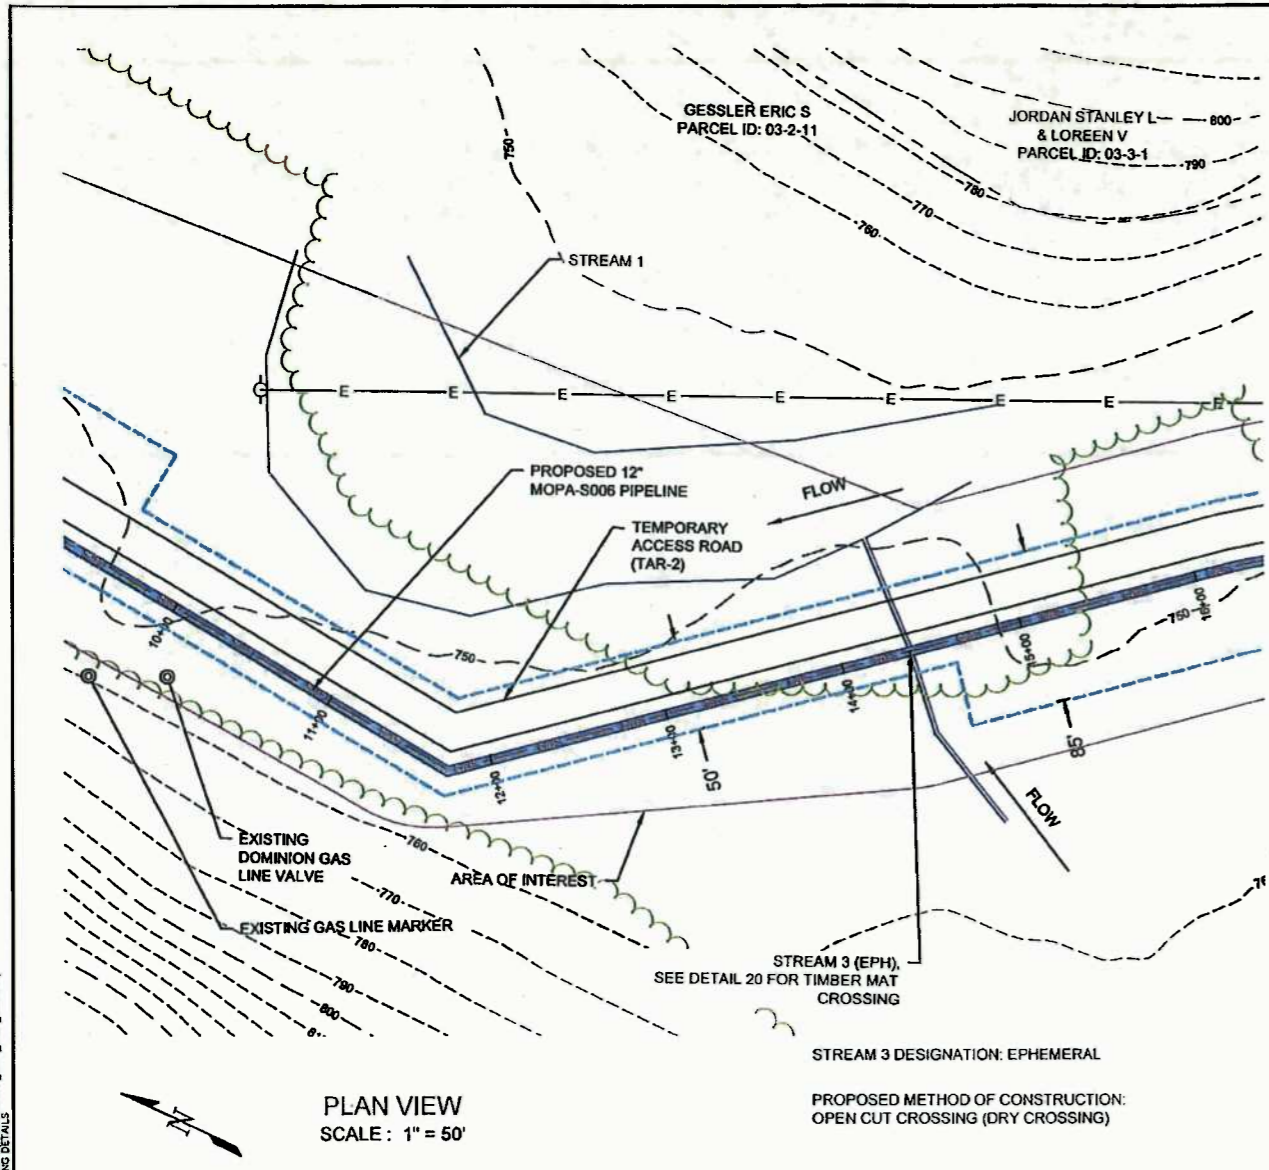 GESSLER ERIC S
PARCEL ID: 03-2-11
JORDAN STANLEY L
& LOREEN V
PARCEL ID: 03-3-1
800
790
780
770
760
750
STREAM 1
E E E E E E E E E
PROPOSED 12"
MOPA-S006 PIPELINE
FLOW
TEMPORARY
ACCESS ROAD
(TAR-2)
10+00
11+00
12+00
13+00
14+00
15+00
16+00
750
750
50'
85'
FLOW
EXISTING
DOMINION GAS
LINE VALVE
760
AREA OF INTEREST
770
EXISTING GAS LINE MARKER
780
790
800
STREAM 3 (EPH),
SEE DETAIL 20 FOR TIMBER MAT
CROSSING
STREAM 3 DESIGNATION: EPHEMERAL
PROPOSED METHOD OF CONSTRUCTION:
OPEN CUT CROSSING (DRY CROSSING)
N
PLAN VIEW
SCALE: 1" = 50'
NG DETAILS